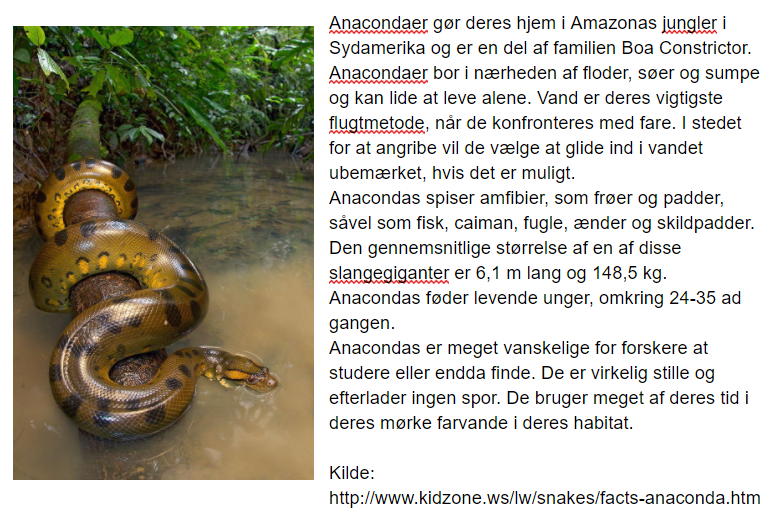 Anacondaer gør deres hjem i Amazonas jungler i
Sydamerika og er en del af familien Boa Constrictor.
Anacondaer bor i nærheden af floder, søer og sumpe
og kan lide at leve alene. Vand er deres vigtigste
flugtmetode, når de konfronteres med fare. I stedet
for at angribe vil de vælge at glide ind i vandet
ubemærket, hvis det er muligt.
Anacondas spiser amfibier, som frøer og padder,
såvel som fisk, caiman, fugle, ænder og skildpadder.
Den gennemsnitlige størrelse af en af disse
slangegiganter er 6,1 m lang og 148,5 kg.
Anacondas føder levende unger, omkring 24-35 ad
gangen.
Anacondas er meget vanskelige for forskere at
studere eller endda finde. De er virkelig stille og
efterlader ingen spor. De bruger meget af deres tid i
deres mørke farvande i deres habitat.
Kilde:
http://www.kidzone.ws/lw/snakes/facts-anaconda.htm